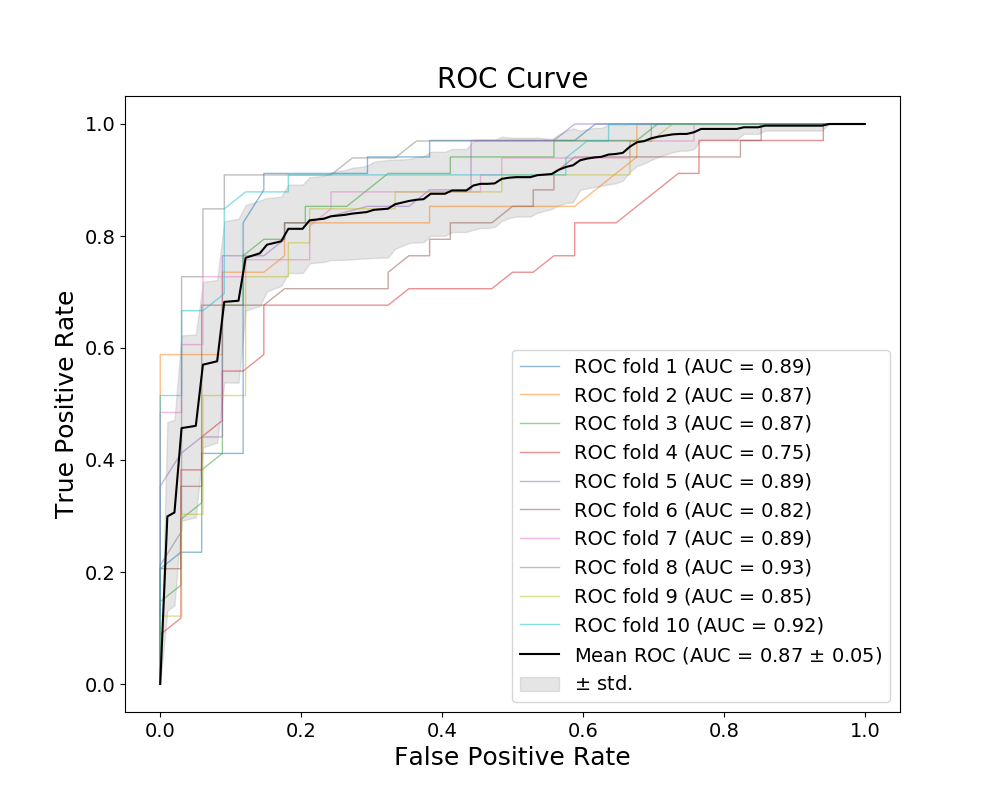 ROC Curve
1.0
0.8
0.6
0.4
0.2
0.0
True Positive Rate
ROC fold 1 (AUC = 0.89)
ROC fold 2 (AUC = 0.87)
ROC fold 3 (AUC = 0.87)
ROC fold 4 (AUC = 0.75)
ROC fold 5 (AUC = 0.89)
ROC fold 6 (AUC = 0.82)
ROC fold 7 (AUC = 0.89)
ROC fold 8 (AUC = 0.93)
ROC fold 9 (AUC = 0.85)
ROC fold 10 (AUC = 0.92)
Mean ROC (AUC = 0.87 ± 0.05)
± std.
0.0 0.2 0.4 0.6 0.8 1.0
False Positive Rate